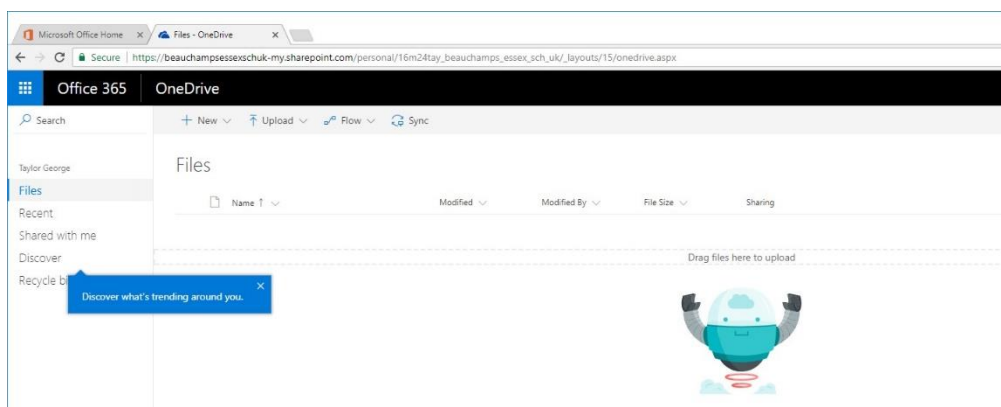 Microsoft Office Home
Files - OneDrive
Secure https://beauchampsessexschuk-my.sharepoint.com/personal/16m24tay_beauchamps_essex_sch_uk/_layouts/15/onedrive.aspx
Office 365 OneDrive
Search
New Upload Flow Sync
Taylor George
Files
Recent
Shared with me
Discover
Recycle
Files
Name Modified Modified By File Size Sharing
Drag files here to upload
Discover what's trending around you.